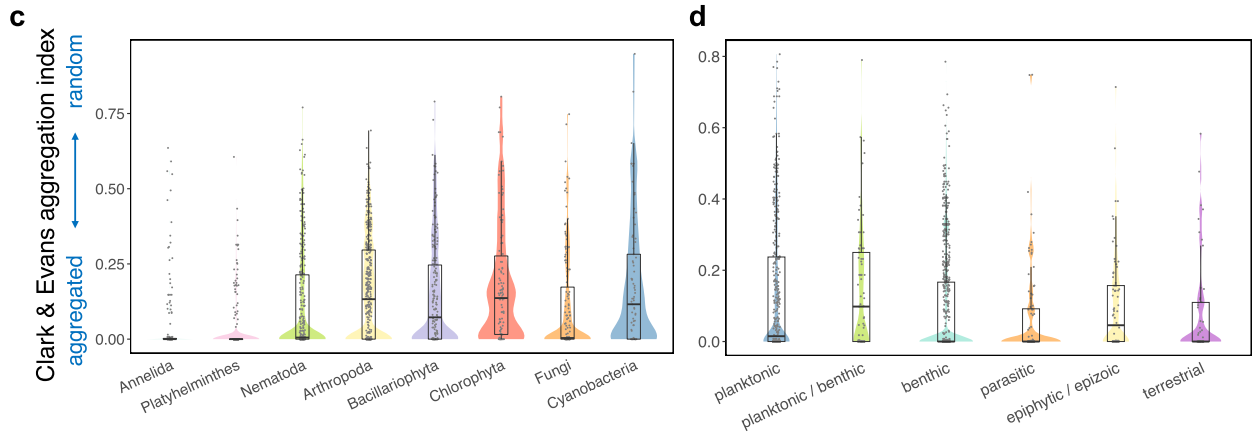 c
Clark & Evans aggregation index
aggregated
random
0.75
0.50
0.25
0.00
Annelida
Platyhelminthes
Nematoda
Arthropoda
Bacillariophyta
Chlorophyta
Fungi
Cyanobacteria
d
0.8
0.6
0.4
0.2
0.0
planktonic
planktonic / benthic
benthic
parasitic
epiphytic / epizoic
terrestrial